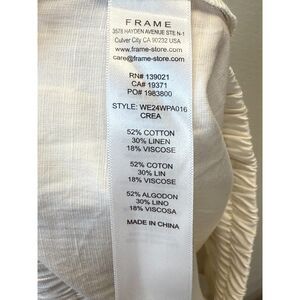 FRAME
3578 HAYDEN AVENUE STE N-1
Culver City CA 90232 USA
www.frame-store.com
care@frame-store.com
RN# 139021
CA# 19371
PO# 1983800
STYLE: WE24WPA016
CREA
52% COTTON
30% LINEN
18% VISCOSE
52% COTON
30% LIN
18% VISCOSE
52% ALGODON
30% LINO
18% VISCOSA
MADE IN CHINA